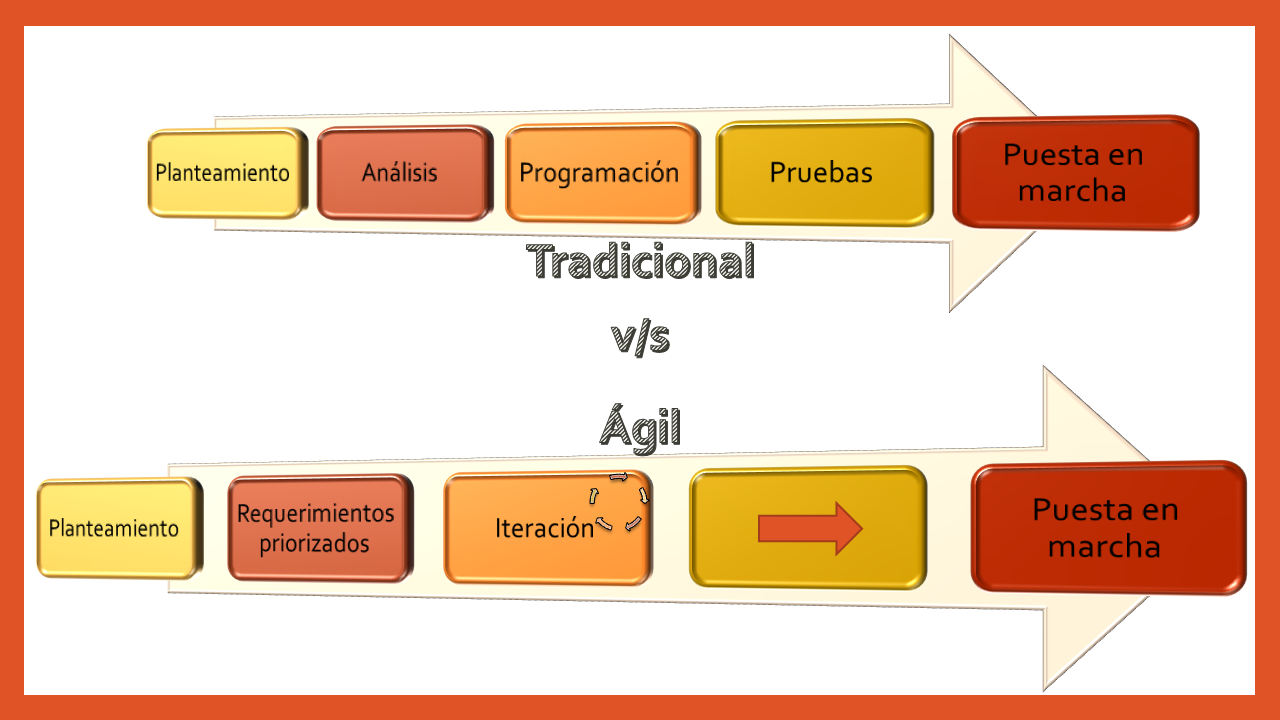 Planteamiento
Análisis
Programación
Pruebas
Puesta en
marcha
Tradicional
v/s
Ágil
Planteamiento
Requerimientos
priorizados
Iteración
Puesta en
marcha